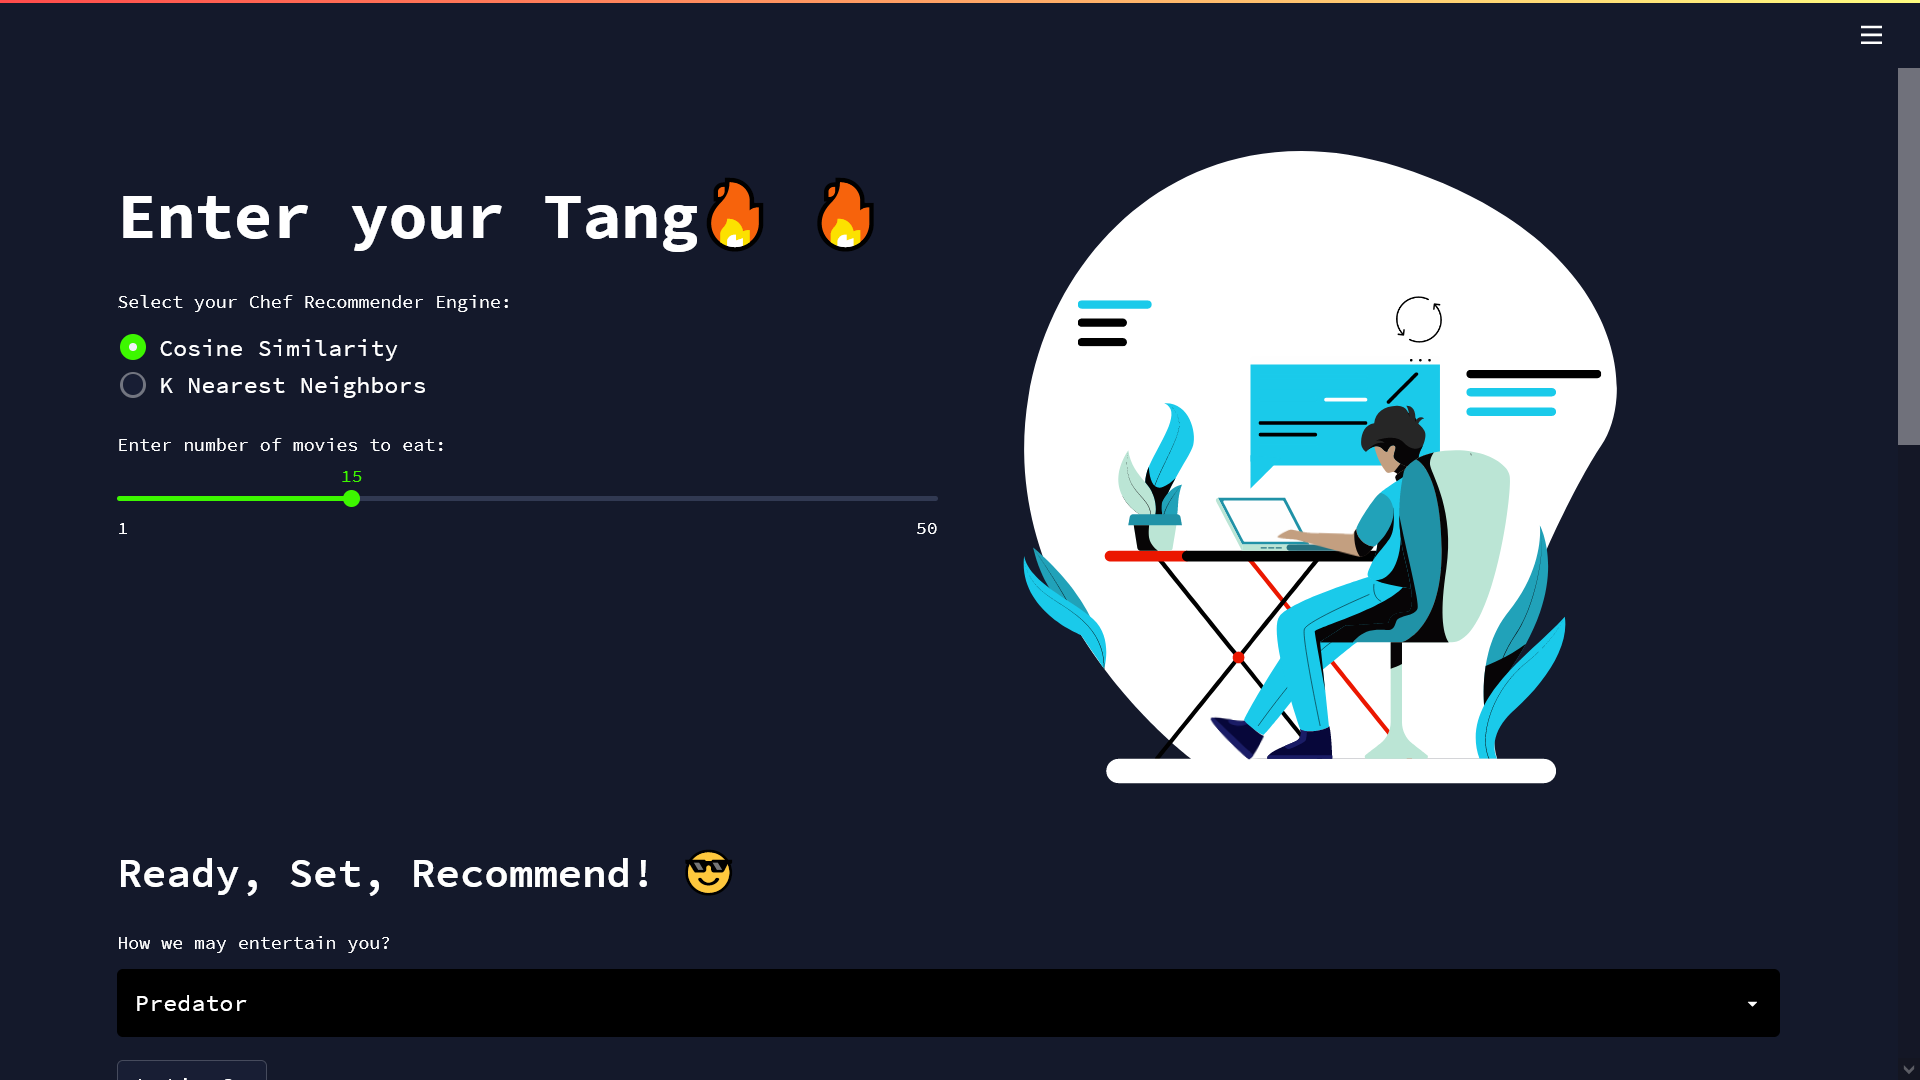 Enter your Tang🔥 🔥
Select your Chef Recommender Engine:
Cosine Similarity
K Nearest Neighbors
Enter number of movies to eat:
15
1
50
Ready, Set, Recommend! 😎
How we may entertain you?
Predator